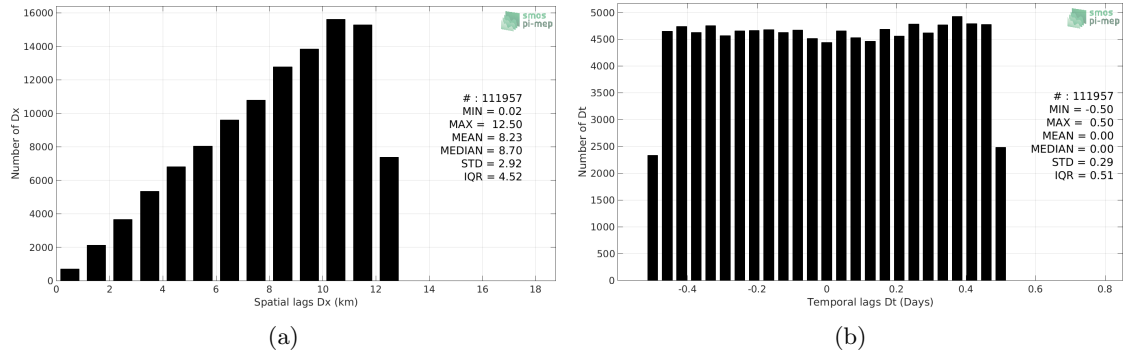 16000
14000
12000
10000
8000
6000
4000
2000
0
Number of Dx
0 2 4 6 8 10 12 14 16 18
Spatial lags Dx (km)
smos
pi-mep
# : 111957
MIN = 0.02
MAX = 12.50
MEAN = 8.23
MEDIAN = 8.70
STD = 2.92
IQR = 4.52
(a)
5000
4500
4000
3500
3000
2500
2000
1500
1000
500
0
Number of Dt
-0.4 -0.2 0 0.2 0.4 0.6 0.8
Temporal lags Dt (Days)
smos
pi-mep
# : 111957
MIN = -0.50
MAX = 0.50
MEAN = 0.00
MEDIAN = 0.00
STD = 0.29
IQR = 0.51
(b)